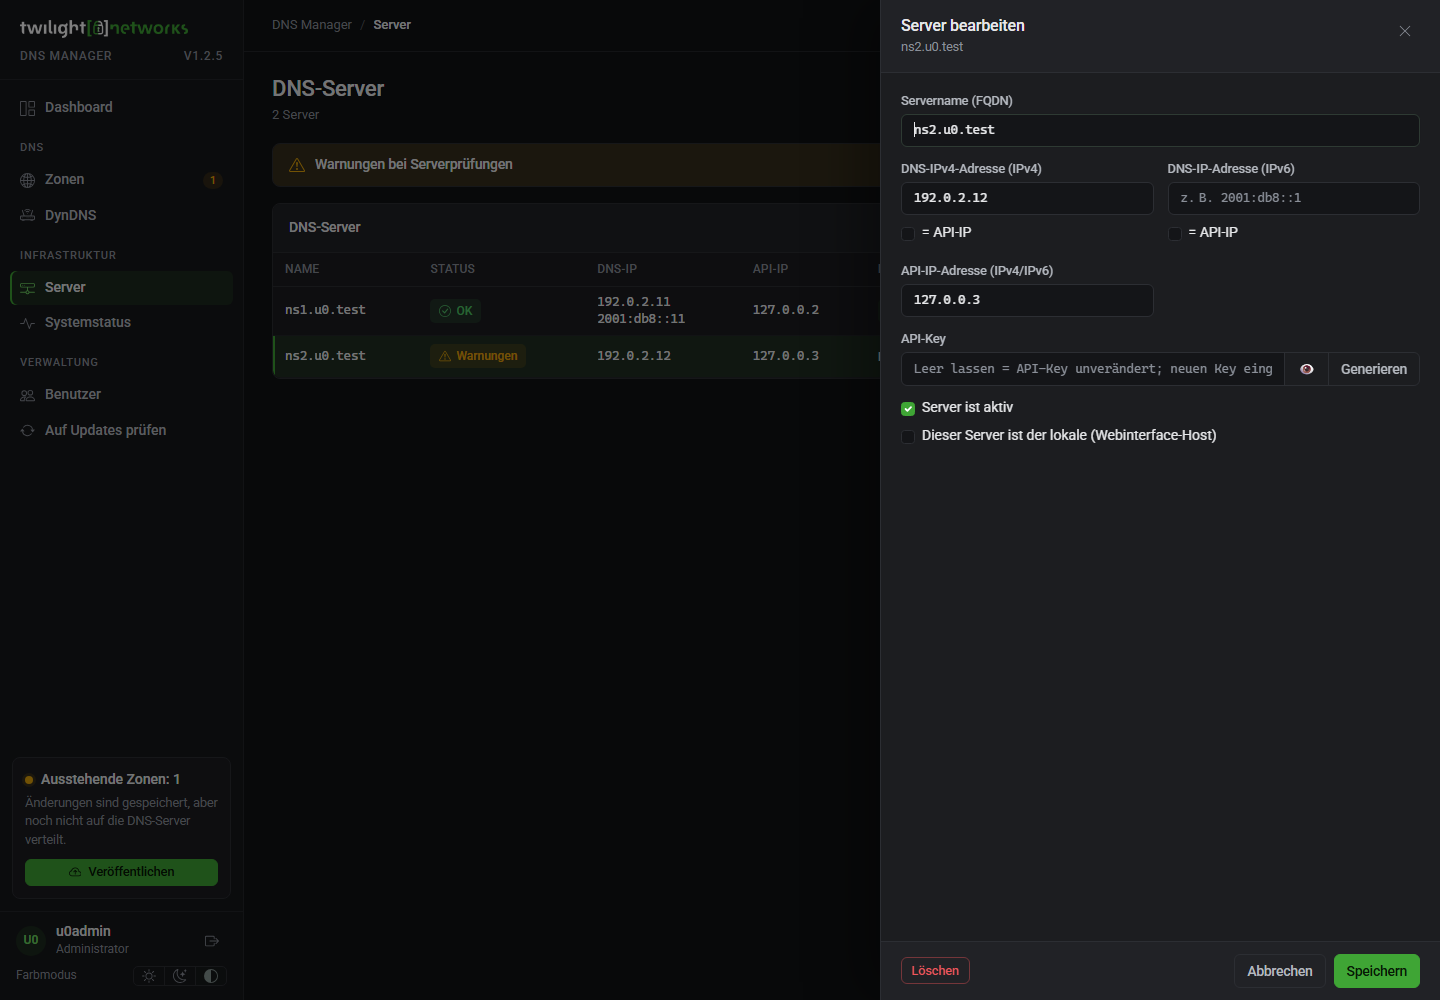 twilight[]networks
DNS MANAGER V1.2.5
Dashboard
DNS
Zonen 1
DynDNS
INFRASTRUKTUR
Server
Systemstatus
VERWALTUNG
Benutzer
Auf Updates prüfen
Ausstehende Zonen: 1
Änderungen sind gespeichert, aber
noch nicht auf die DNS-Server
verteilt.
Veröffentlichen
U0 u0admin
Administrator
Farbmodus
DNS Manager / Server
DNS-Server
2 Server
Warnungen bei Serverprüfungen
DNS-Server
NAME STATUS DNS-IP API-IP
ns1.u0.test OK 192.0.2.11 127.0.0.2
2001:db8::11
ns2.u0.test Warnungen 192.0.2.12 127.0.0.3
Server bearbeiten
ns2.u0.test
Servername (FQDN)
ns2.u0.test
DNS-IPv4-Adresse (IPv4) DNS-IP-Adresse (IPv6)
192.0.2.12 z. B. 2001:db8::1
= API-IP = API-IP
API-IP-Adresse (IPv4/IPv6)
127.0.0.3
API-Key
Leer lassen = API-Key unverändert; neuen Key eing Generieren
Server ist aktiv
Dieser Server ist der lokale (Webinterface-Host)
Löschen Abbrechen Speichern